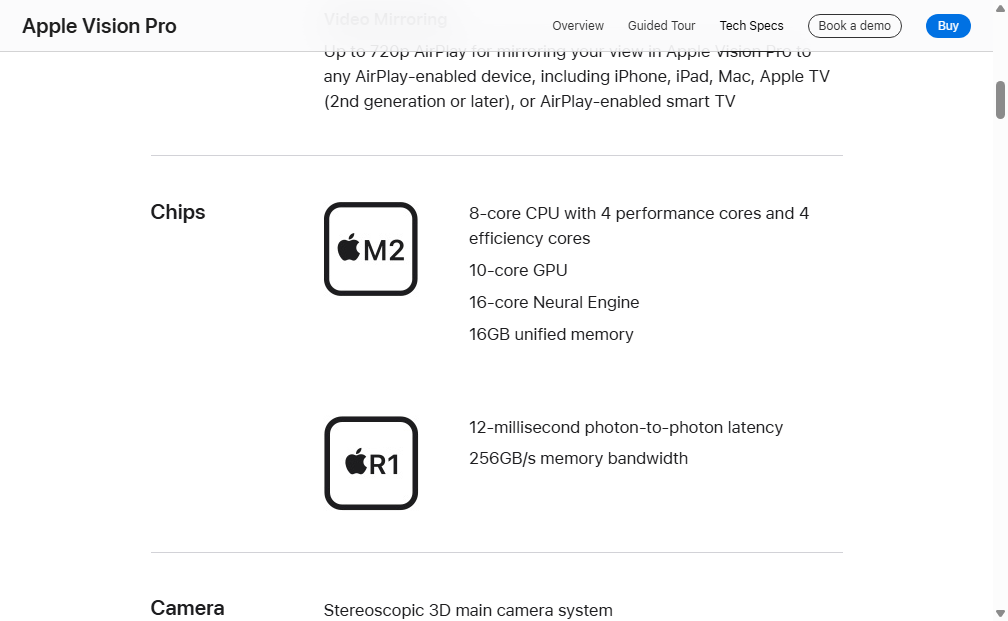 Apple Vision Pro
Overview
Guided Tour
Tech Specs
Book a demo
Buy
Video Mirroring
Up to 720p AirPlay for mirroring your view in Apple Vision Pro to
any AirPlay-enabled device, including iPhone, iPad, Mac, Apple TV
(2nd generation or later), or AirPlay-enabled smart TV
Chips
M2
8-core CPU with 4 performance cores and 4
efficiency cores
10-core GPU
16-core Neural Engine
16GB unified memory
R1
12-millisecond photon-to-photon latency
256GB/s memory bandwidth
Camera
Stereoscopic 3D main camera system